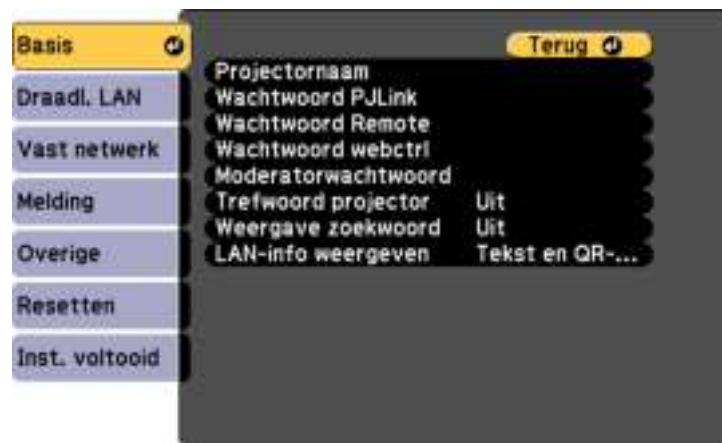 Basis
Draadl. LAN
Vast netwerk
Melding
Overige
Resetten
Inst. voltooid
Terug
Projectornaam
Wachtwoord PJLink
Wachtwoord Remote
Wachtwoord webctrl
Moderatorwachtwoord
Trefwoord projector Uit
Weergave zoekwoord Uit
LAN-info weergeven Tekst en QR-...